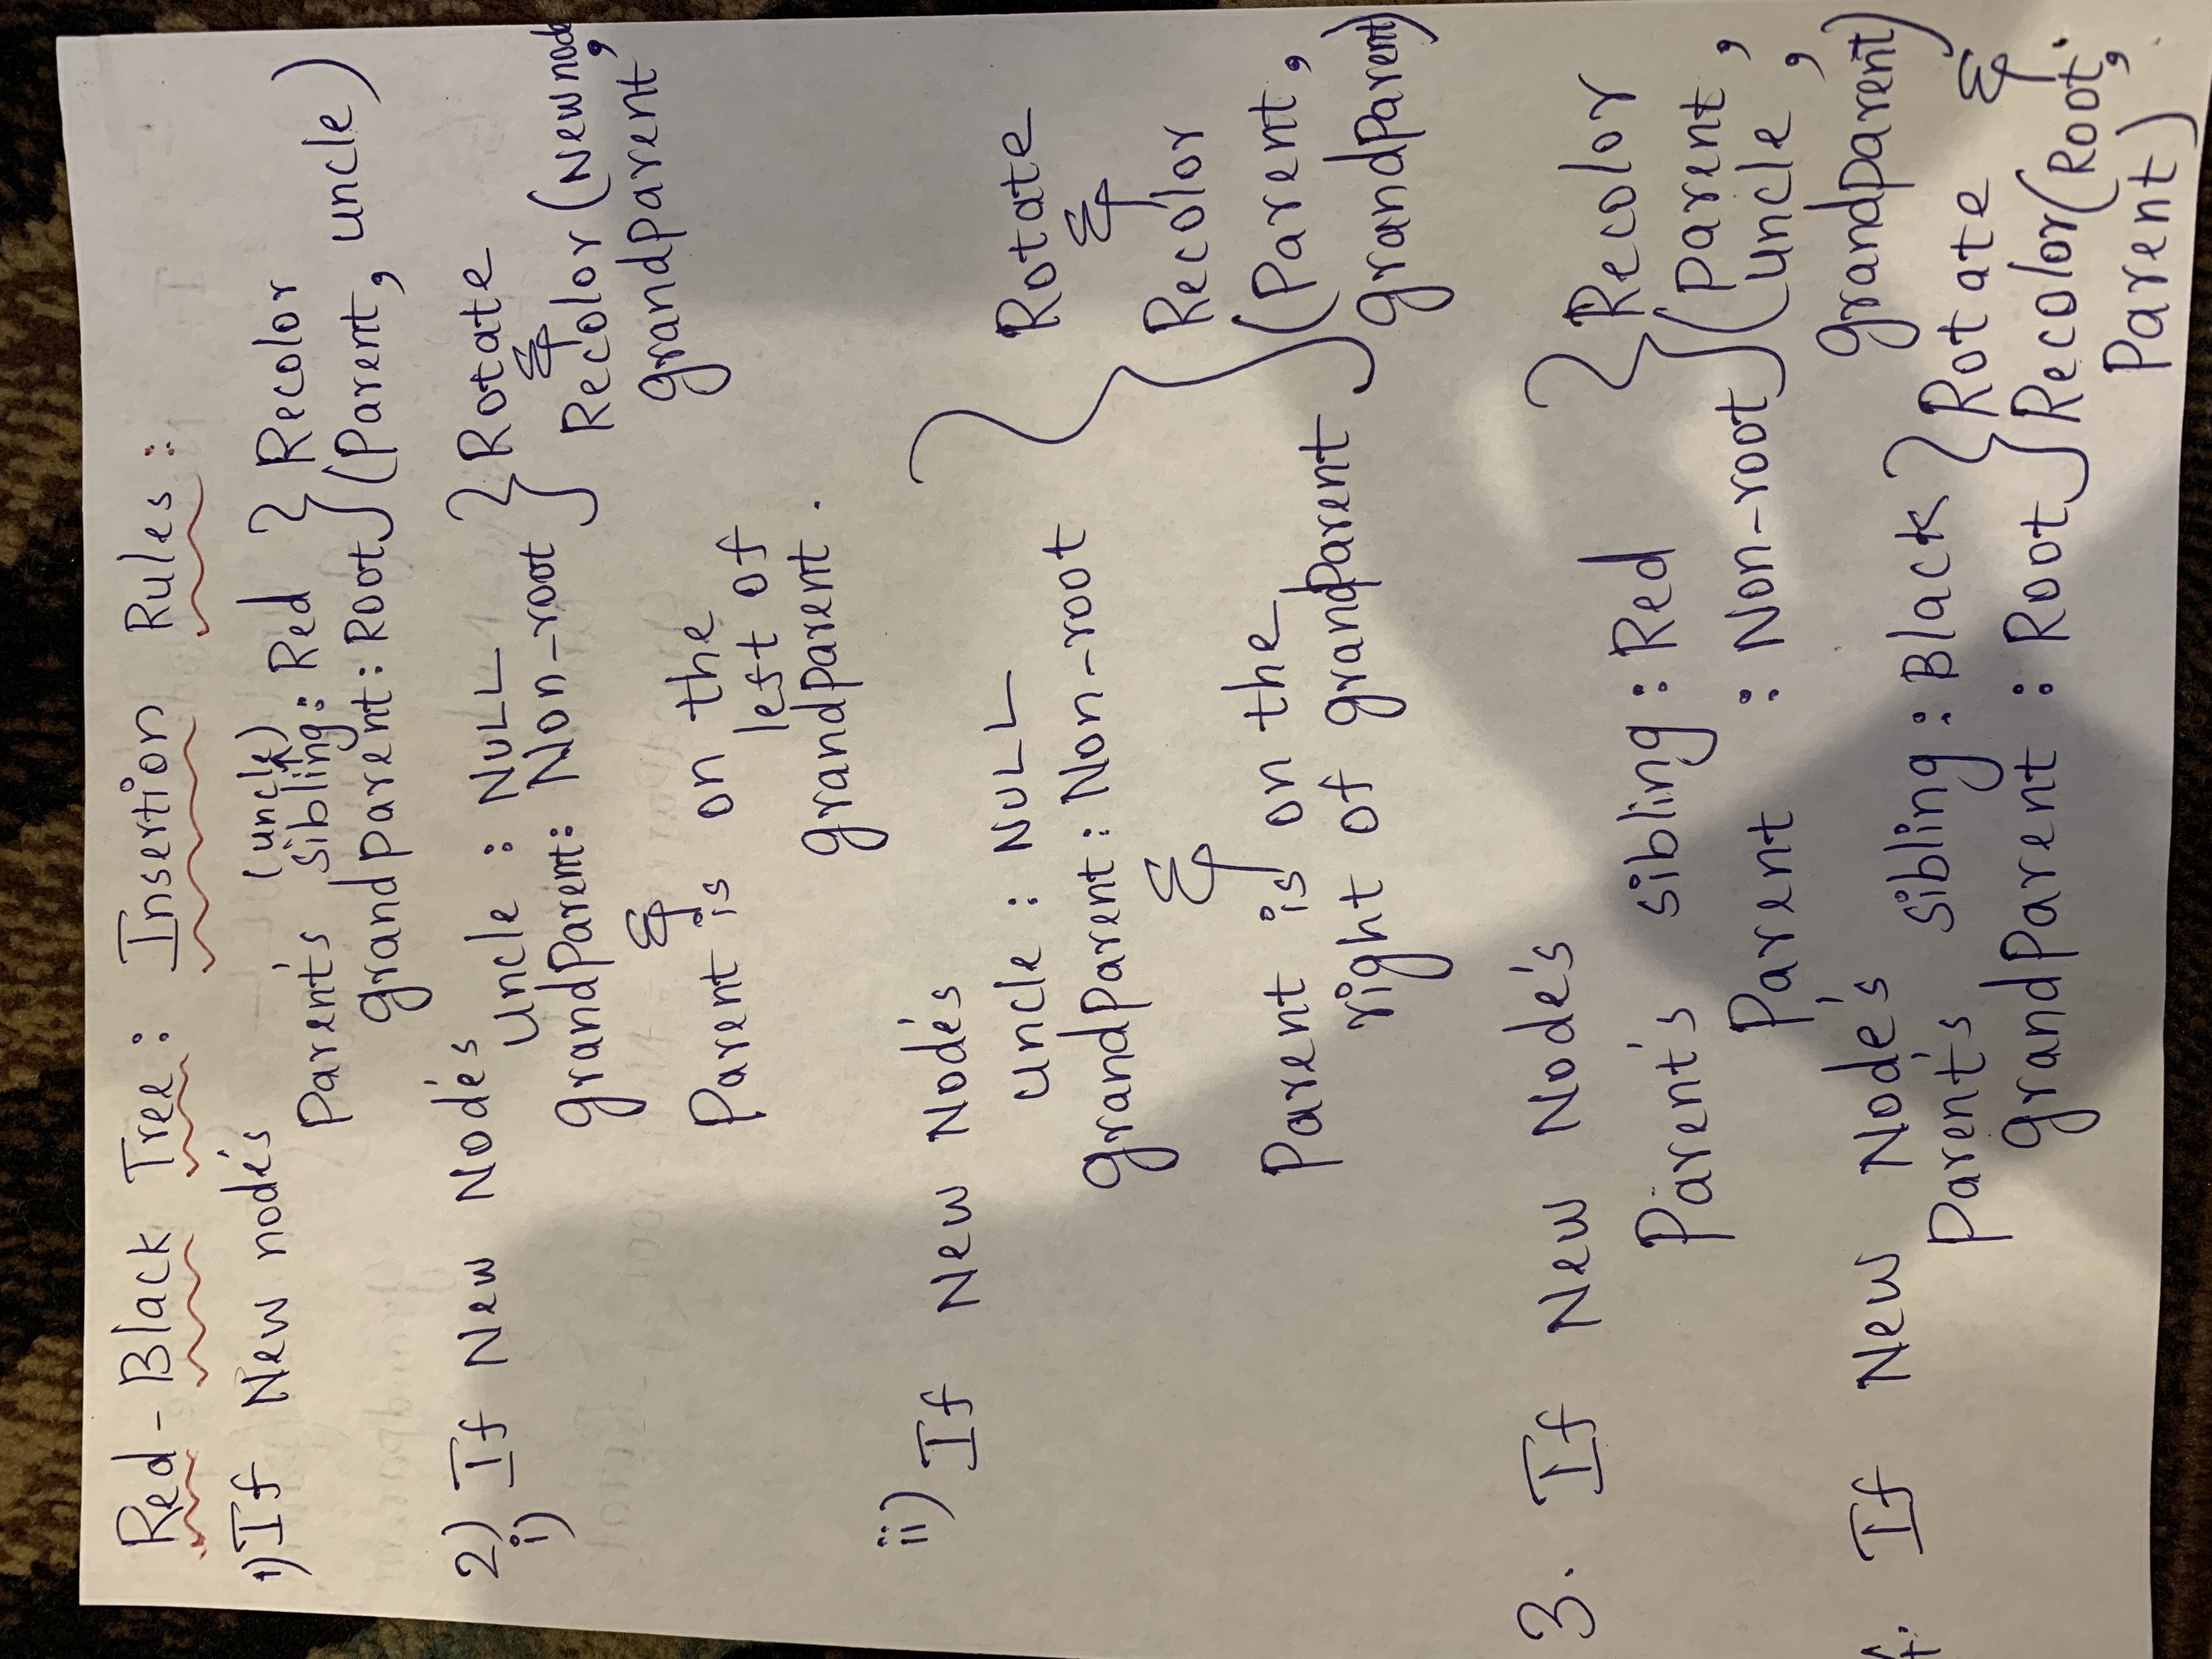 Red-Black Tree: Insertion Rules:
1) If New node's
(uncle)
Parent's sibling: Red } Recolor
grandparent: Root } (Parent, uncle)
2) If New Node's
i) uncle : NULL } Rotate
grandparent: Non-root } &
& Recolor (New node,
Parent is on the grandparent
left of
grandparent.
ii) If New Node's
uncle : NULL Rotate
grandparent: Non-root &
& Recolor
Parent is on the (Parent,
right of grandparent } grandparent)
3. If New Node's
Parent's sibling: Red } Recolor
Parent : Non-root } (parent,
uncle,
grandparent)
If New Node's
Parent's sibling: Black } Rotate &
grandparent : Root } Recolor (Root,
Parent)